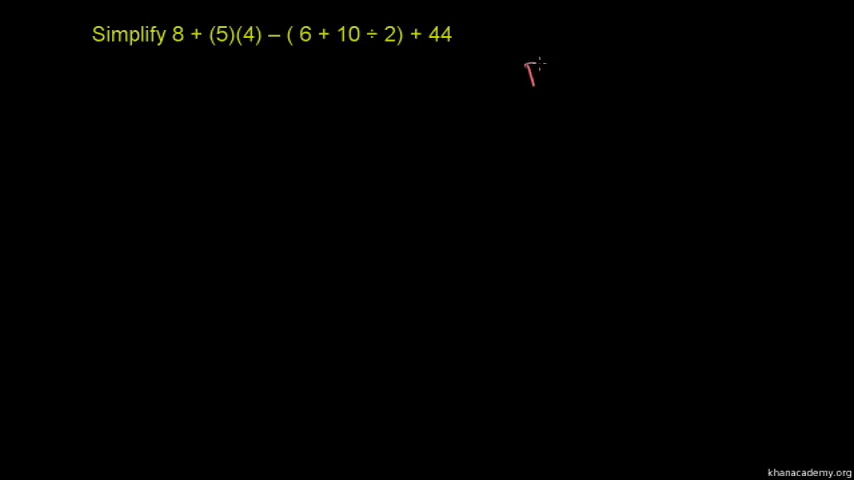 Simplify 8 + (5)(4) – ( 6 + 10 ÷ 2) + 44
khanacademy.org